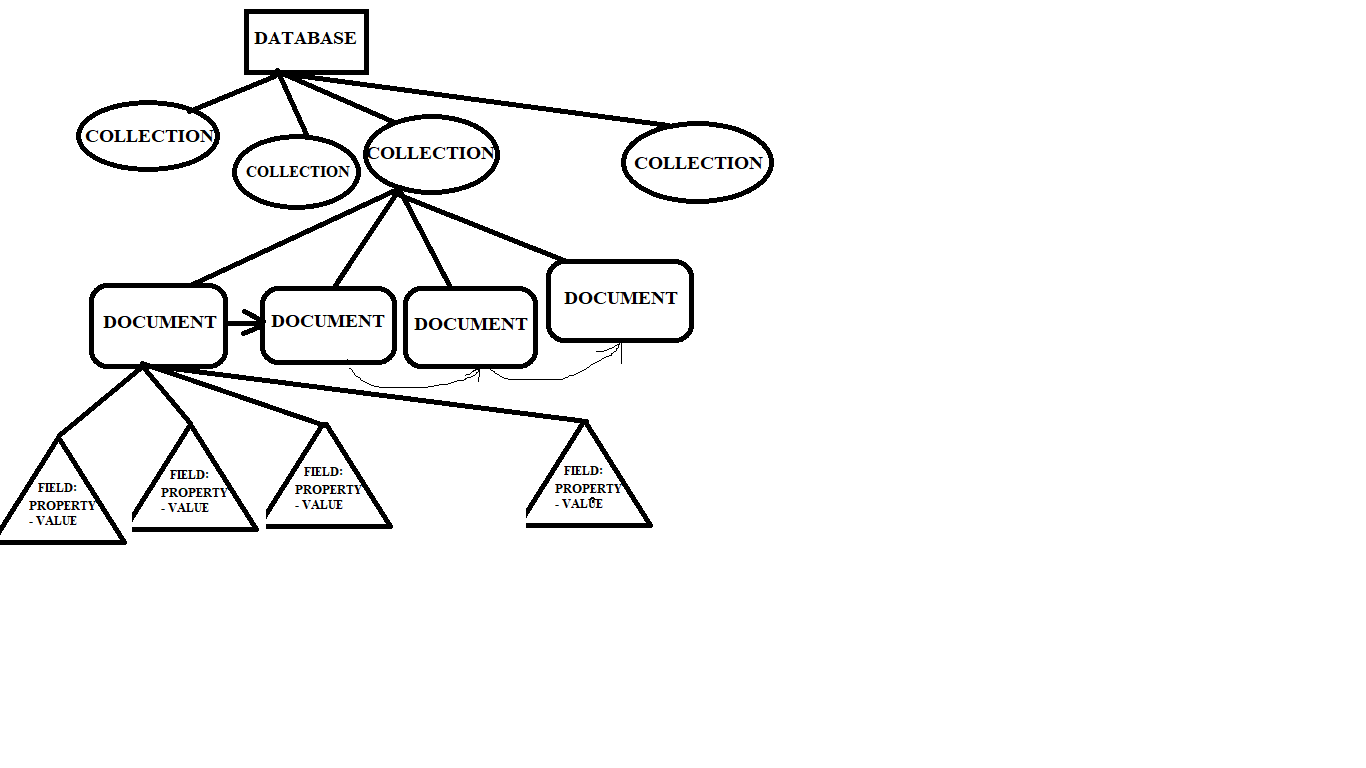 DATABASE
COLLECTION
COLLECTION
COLLECTION
COLLECTION
DOCUMENT
DOCUMENT
DOCUMENT
DOCUMENT
FIELD:
PROPERTY
- VALUE
FIELD:
PROPERTY
- VALUE
FIELD:
PROPERTY
- VALUE
FIELD:
PROPERTY
- VALUE